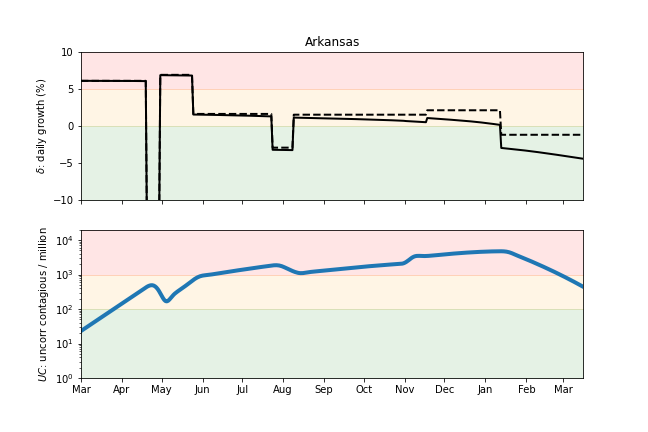 Arkansas
δ: daily growth (%)
10
5
0
−5
−10
UC: uncorr contagious / million
10⁴
10³
10²
10¹
10⁰
Mar Apr May Jun Jul Aug Sep Oct Nov Dec Jan Feb Mar